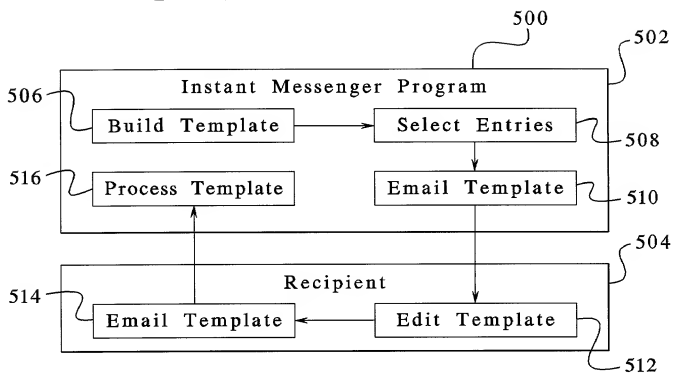 500
502
Instant Messenger Program
506
Build Template
Select Entries
508
516
Process Template
Email Template
510
504
Recipient
514
Email Template
Edit Template
512